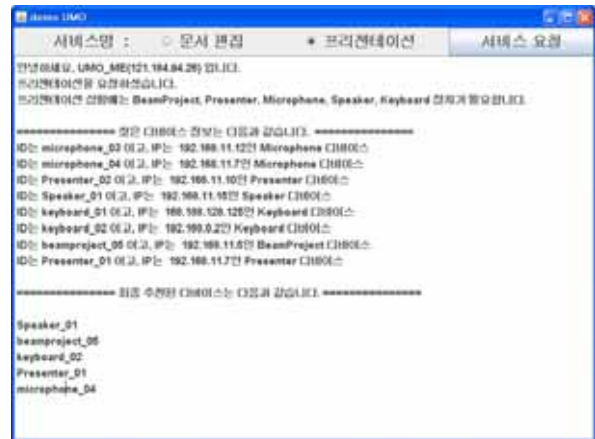 demo UMO
서비스명 : 문서 편집 프리젠테이션 서비스 요청
안녕하세요, UMO_ME(121.184.84.26) 입니다.
프리젠테이션을 요청하셨습니다.
프리젠테이션 상황에는 BeamProject, Presenter, Microphone, Speaker, Keyboard 장치가 필요합니다.
================ 찾은 디바이스 정보는 다음과 같습니다. ================
ID는 microphone_03 이고, IP는 192.168.11.12인 Microphone 디바이스
ID는 microphone_04 이고, IP는 192.168.11.7인 Microphone 디바이스
ID는 Presenter_02 이고, IP는 192.168.11.10인 Presenter 디바이스
ID는 Speaker_01 이고, IP는 192.168.11.15인 Speaker 디바이스
ID는 keyboard_01 이고, IP는 168.188.128.125인 Keyboard 디바이스
ID는 keyboard_02 이고, IP는 192.168.0.2인 Keyboard 디바이스
ID는 beamproject_05 이고, IP는 192.168.11.5인 BeamProject 디바이스
ID는 Presenter_01 이고, IP는 192.168.11.7인 Presenter 디바이스
================ 최종 추천된 디바이스는 다음과 같습니다. ================
Speaker_01
beamproject_05
keyboard_02
Presenter_01
microphone_04